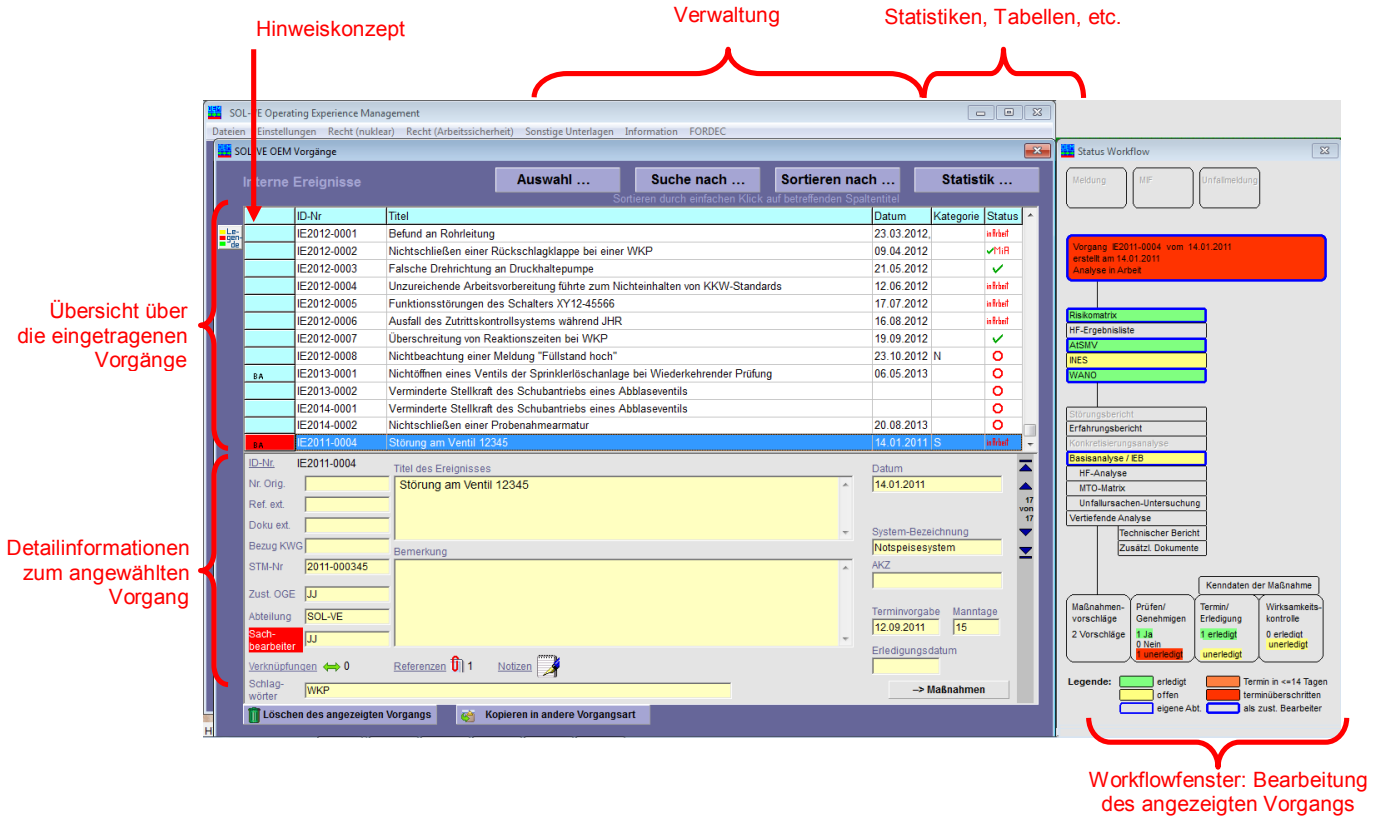 Verwaltung
Statistiken, Tabellen, etc.
Hinweiskonzept
SOL-VE Operating Experience Management
Dateien Einstellungen Recht (nuklear) Recht (Arbeitssicherheit) Sonstige Unterlagen Information FORDEC
SOL-VE OEM Vorgänge
Interne Ereignisse
Auswahl ...
Suche nach ...
Sortieren nach ...
Statistik ...
Sortieren durch einfachen Klick auf betreffenden Spaltentitel
Le-
gen-
de
ID-Nr Titel Datum Kategorie Status
IE2012-0001 Befund an Rohrleitung 23.03.2012, in Arbeit
IE2012-0002 Nichtschließen einer Rückschlagklappe bei einer WKP 09.04.2012 MiA
IE2012-0003 Falsche Drehrichtung an Druckhaltepumpe 21.05.2012
IE2012-0004 Unzureichende Arbeitsvorbereitung führte zum Nichteinhalten von KKW-Standards 12.06.2012 in Arbeit
IE2012-0005 Funktionsstörungen des Schalters XY12-45566 17.07.2012 in Arbeit
IE2012-0006 Ausfall des Zutrittskontrollsystems während JHR 16.08.2012 in Arbeit
IE2012-0007 Überschreitung von Reaktionszeiten bei WKP 19.09.2012
IE2012-0008 Nichtbeachtung einer Meldung "Füllstand hoch" 23.10.2012 N
BA IE2013-0001 Nichtöffnen eines Ventils der Sprinklerlöschanlage bei Wiederkehrender Prüfung 06.05.2013
IE2013-0002 Verminderte Stellkraft des Schubantriebs eines Abblaseventils
IE2014-0001 Verminderte Stellkraft des Schubantriebs eines Abblaseventils
IE2014-0002 Nichtschließen einer Probenahmearmatur 20.08.2013
BA IE2011-0004 Störung am Ventil 12345 14.01.2011 S in Arbeit
Übersicht über
die eingetragenen
Vorgänge
Detailinformationen
zum angewählten
Vorgang
ID-Nr. IE2011-0004
Nr. Orig.
Ref. ext.
Doku ext.
Bezug KWG
STM-Nr 2011-000345
Zust. OGE JJ
Abteilung SOL-VE
Sach-
bearbeiter JJ
Titel des Ereignisses
Störung am Ventil 12345
Bemerkung
Datum
14.01.2011
System-Bezeichnung
Notspeisesystem
AKZ
Terminvorgabe Manntage
12.09.2011 15
Erledigungsdatum
17
von
17
Verknüpfungen 0 Referenzen 1 Notizen
Schlag-
wörter WKP
--> Maßnahmen
Löschen des angezeigten Vorgangs
Kopieren in andere Vorgangsart
H
Status Workflow
Meldung MIF Unfallmeldung
Vorgang IE2011-0004 vom 14.01.2011
erstellt am 14.01.2011
Analyse in Arbeit
Risikomatrix
HF-Ergebnisliste
AtSMV
INES
WANO
Störungsbericht
Erfahrungsbericht
Konkretisierungsanalyse
Basisanalyse / IEB
HF-Analyse
MTO-Matrix
Unfallursachen-Untersuchung
Vertiefende Analyse
Technischer Bericht
Zusätzl. Dokumente
Kenndaten der Maßnahme
Maßnahmen-
vorschläge
2 Vorschläge
Prüfen/
Genehmigen
1 Ja
0 Nein
1 unerledigt
Termin/
Erledigung
1 erledigt
unerledigt
Wirksamkeits-
kontrolle
0 erledigt
unerledigt
Legende: erledigt Termin in <=14 Tagen
offen terminüberschritten
eigene Abt. als zust. Bearbeiter
Workflowfenster: Bearbeitung
des angezeigten Vorgangs